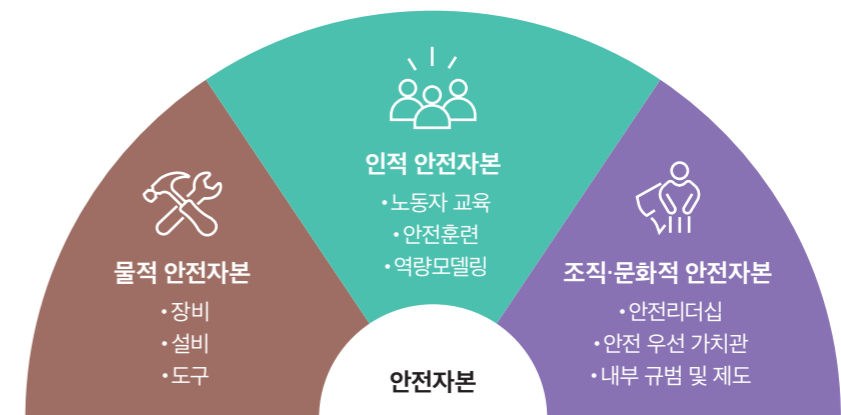 인적 안전자본
•노동자 교육
•안전훈련
•역량모델링
물적 안전자본
•장비
•설비
•도구
조직·문화적 안전자본
•안전리더십
•안전 우선 가치관
•내부 규범 및 제도
안전자본